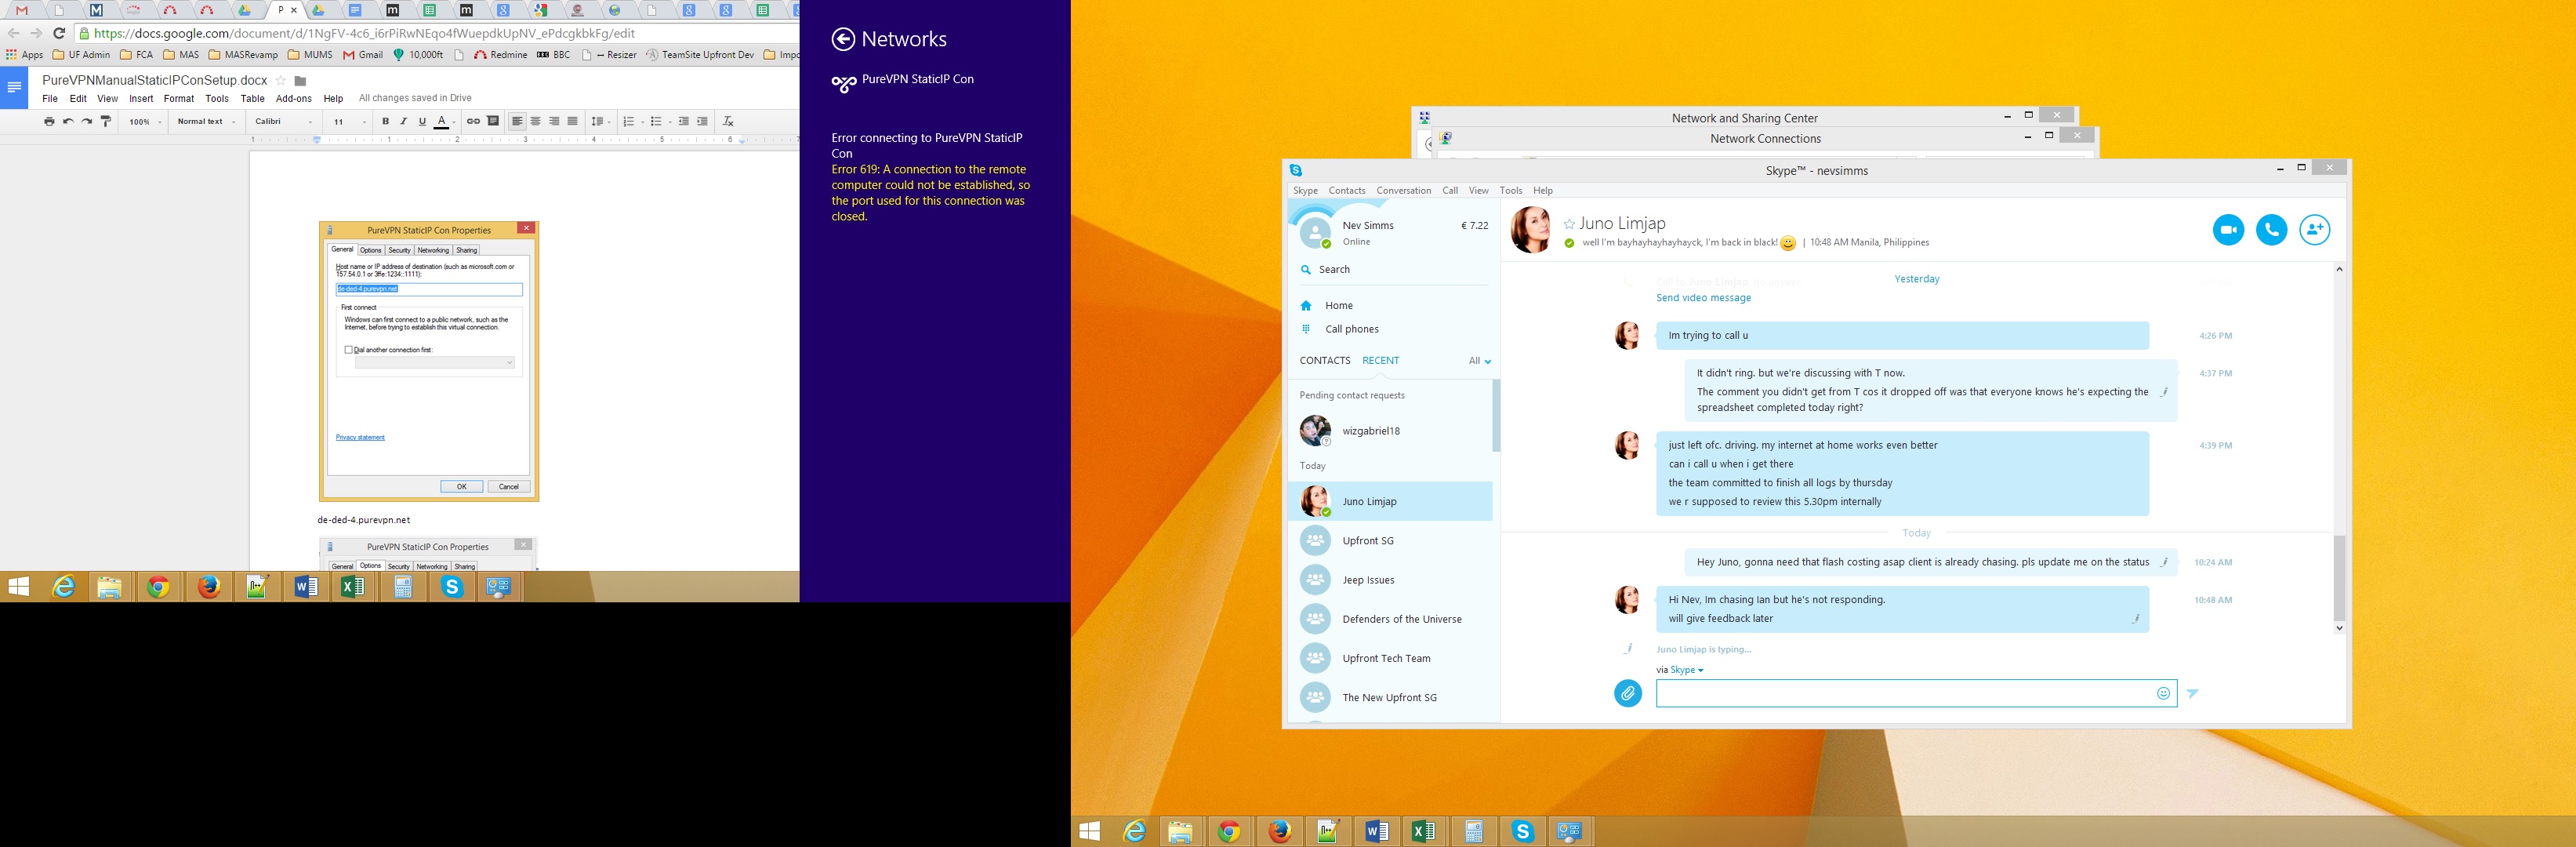 P
https://docs.google.com/document/d/1NgFV-4c6_i6rPiRwNEqo4fWuepdkUpNV_ePdcgkbkFg/edit
Apps UF Admin FCA MAS MASRevamp MUMS Gmail 10,000ft Redmine BBC Resizer TeamSite Upfront Dev Impo
PureVPNManualStaticIPConSetup.docx
File Edit View Insert Format Tools Table Add-ons Help All changes saved in Drive
100% Normal text Calibri 11 B I U A
1 1 2 3 4 5 6 7
PureVPN StaticIP Con Properties
General Options Security Networking Sharing
Host name or IP address of destination (such as microsoft.com or
157.54.0.1 or 3ffe:1234::1111):
de-ded-4.purevpn.net
First connect
Windows can first connect to a public network, such as the
Internet, before trying to establish this virtual connection.
Dial another connection first:
Privacy statement
OK Cancel
de-ded-4.purevpn.net
PureVPN StaticIP Con Properties
General Options Security Networking Sharing
Networks
PureVPN StaticIP Con
Error connecting to PureVPN StaticIP
Con
Error 619: A connection to the remote
computer could not be established, so
the port used for this connection was
closed.
Network and Sharing Center
Network Connections
Skype™ - nevsimms
Skype Contacts Conversation Call View Tools Help
Nev Simms € 7.22
Online
Search
Home
Call phones
CONTACTS RECENT All
Pending contact requests
wizgabriel18
Today
Juno Limjap
Upfront SG
Jeep Issues
Defenders of the Universe
Upfront Tech Team
The New Upfront SG
Juno Limjap
well I'm bayhayhayhayhayck, I'm back in black! | 10:48 AM Manila, Philippines
Yesterday
Call to Juno Limjap, no answer.
Send video message
Im trying to call u 4:26 PM
It didn't ring. but we're discussing with T now. 4:37 PM
The comment you didn't get from T cos it dropped off was that everyone knows he's expecting the
spreadsheet completed today right?
just left ofc. driving. my internet at home works even better 4:39 PM
can i call u when i get there
the team committed to finish all logs by thursday
we r supposed to review this 5.30pm internally
Today
Hey Juno, gonna need that flash costing asap client is already chasing. pls update me on the status 10:24 AM
Hi Nev, Im chasing Ian but he's not responding. 10:48 AM
will give feedback later
Juno Limjap is typing...
via Skype